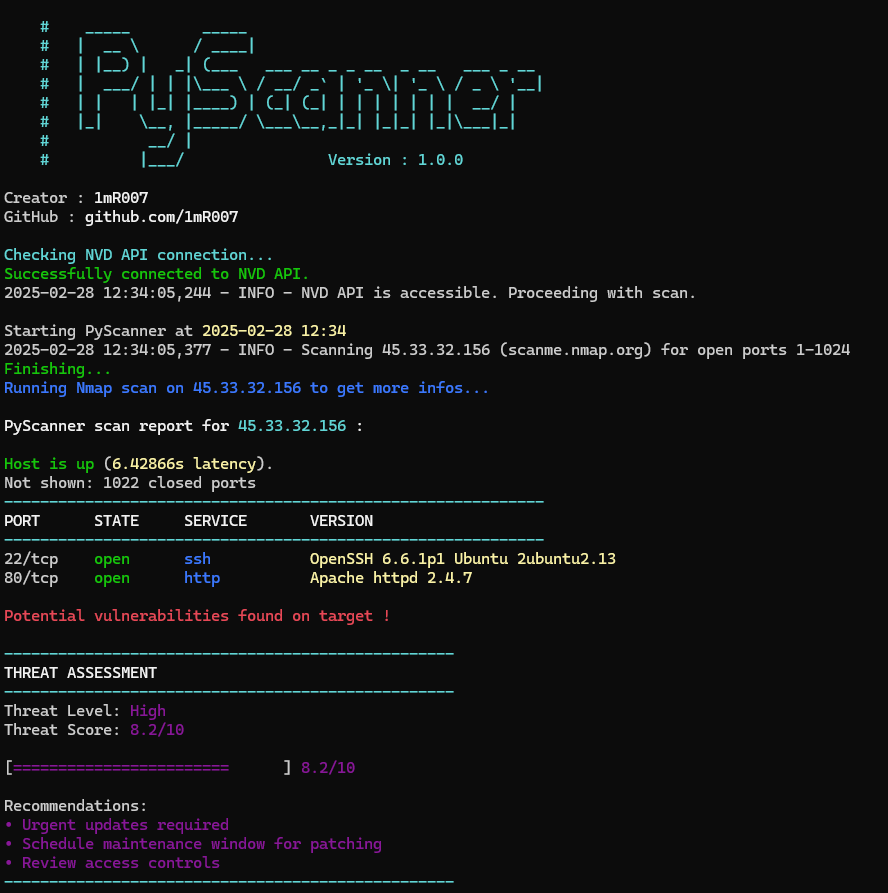 PyScanner
Version : 1.0.0
Creator : 1mR007
GitHub : github.com/1mR007
Checking NVD API connection...
Successfully connected to NVD API.
2025-02-28 12:34:05,244 - INFO - NVD API is accessible. Proceeding with scan.
Starting PyScanner at 2025-02-28 12:34
2025-02-28 12:34:05,377 - INFO - Scanning 45.33.32.156 (scanme.nmap.org) for open ports 1-1024
Finishing...
Running Nmap scan on 45.33.32.156 to get more infos...
PyScanner scan report for 45.33.32.156 :
Host is up (6.42866s latency).
Not shown: 1022 closed ports
------------------------------------------------------------
PORT      STATE     SERVICE       VERSION
------------------------------------------------------------
22/tcp    open      ssh           OpenSSH 6.6.1p1 Ubuntu 2ubuntu2.13
80/tcp    open      http          Apache httpd 2.4.7
Potential vulnerabilities found on target !
--------------------------------------------------
THREAT ASSESSMENT
--------------------------------------------------
Threat Level: High
Threat Score: 8.2/10
[========================      ] 8.2/10
Recommendations:
• Urgent updates required
• Schedule maintenance window for patching
• Review access controls
--------------------------------------------------